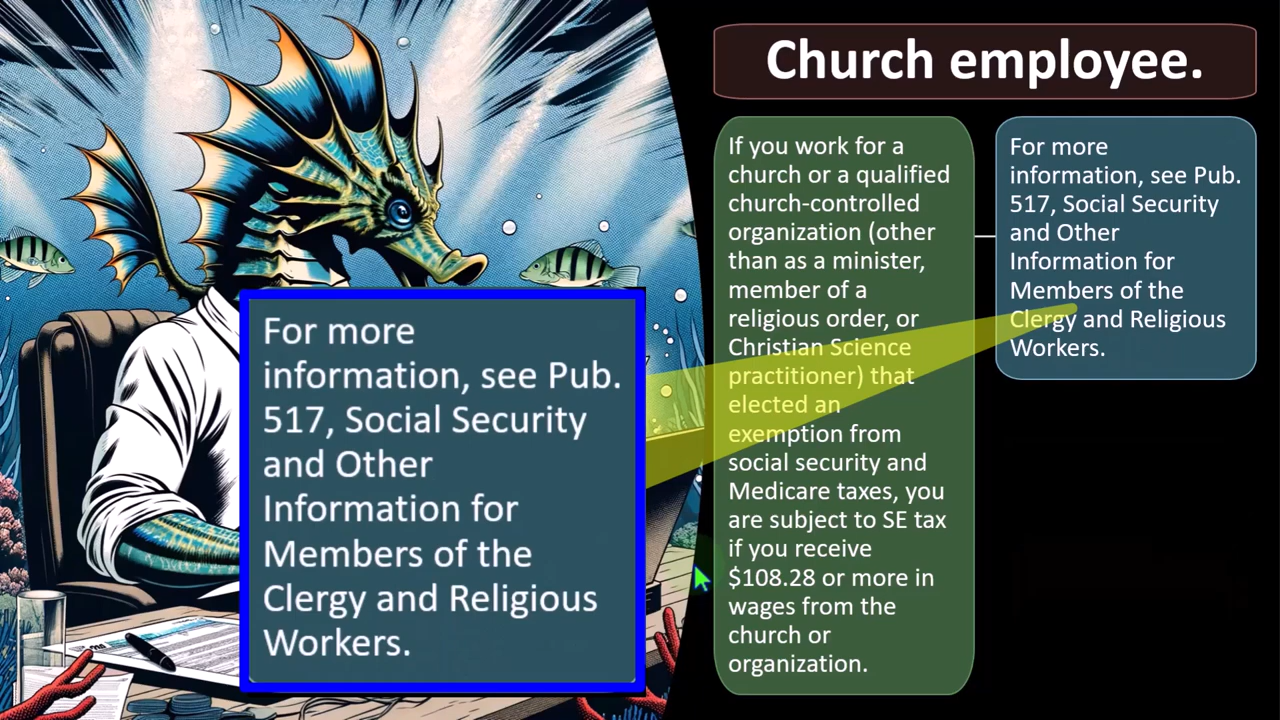 Church employee.
If you work for a
church or a qualified
church-controlled
organization (other
than as a minister,
member of a
religious order, or
Christian Science
practitioner) that
elected an
exemption from
social security and
Medicare taxes, you
are subject to SE tax
if you receive
$108.28 or more in
wages from the
church or
organization.
For more
information, see Pub.
517, Social Security
and Other
Information for
Members of the
Clergy and Religious
Workers.
For more
information, see Pub.
517, Social Security
and Other
Information for
Members of the
Clergy and Religious
Workers.